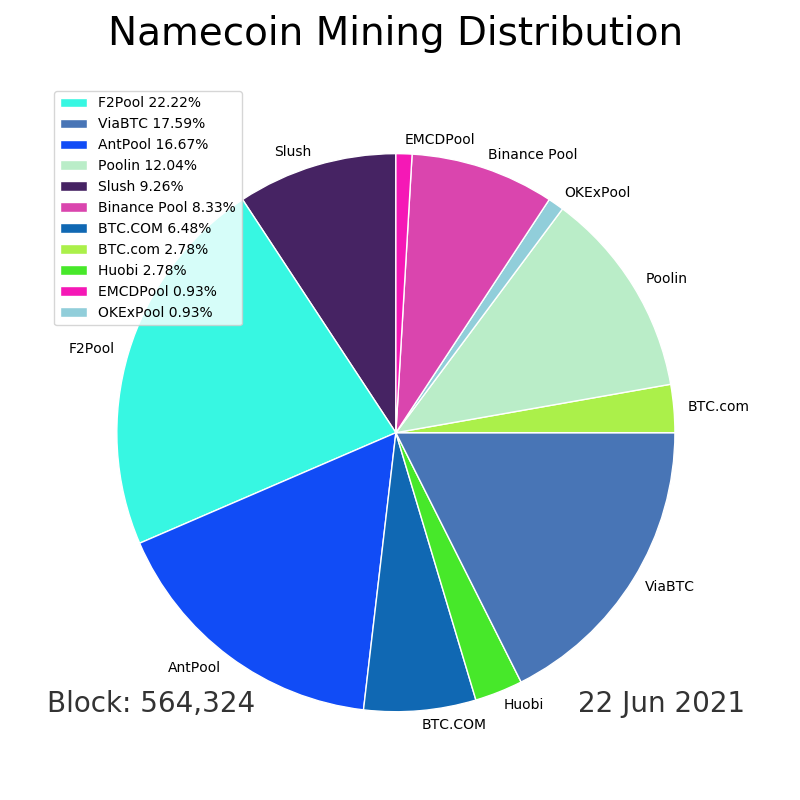 Namecoin Mining Distribution
F2Pool 22.22%
ViaBTC 17.59%
AntPool 16.67%
Poolin 12.04%
Slush 9.26%
Binance Pool 8.33%
BTC.COM 6.48%
BTC.com 2.78%
Huobi 2.78%
EMCDPool 0.93%
OKExPool 0.93%
EMCDPool
Slush
Binance Pool
OKExPool
Poolin
F2Pool
BTC.com
ViaBTC
AntPool
Huobi
BTC.COM
Block: 564,324
22 Jun 2021